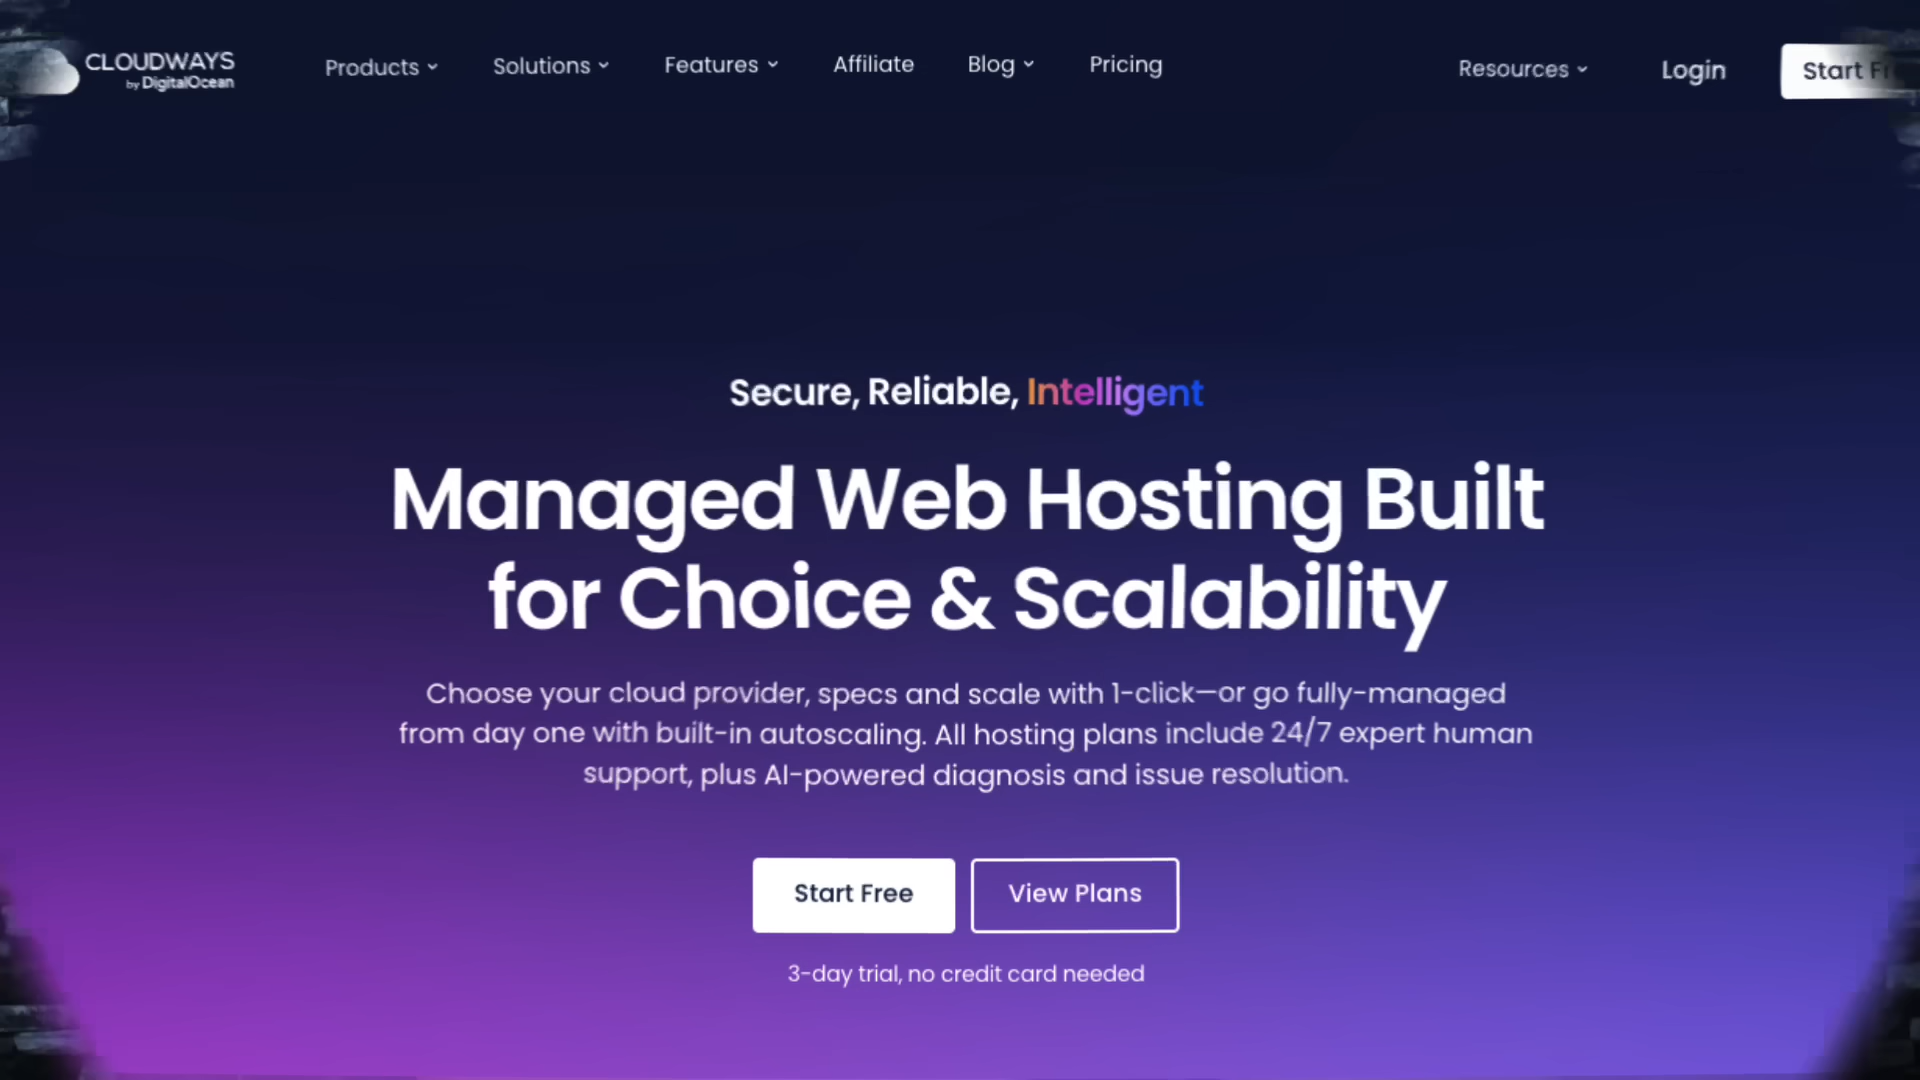 CLOUDWAYS
by DigitalOcean
Products
Solutions
Features
Affiliate
Blog
Pricing
Resources
Login
Start
Secure, Reliable, Intelligent
Managed Web Hosting Built
for Choice & Scalability
Choose your cloud provider, specs and scale with 1-click—or go fully-managed
from day one with built-in autoscaling. All hosting plans include 24/7 expert human
support, plus AI-powered diagnosis and issue resolution.
Start Free
View Plans
3-day trial, no credit card needed